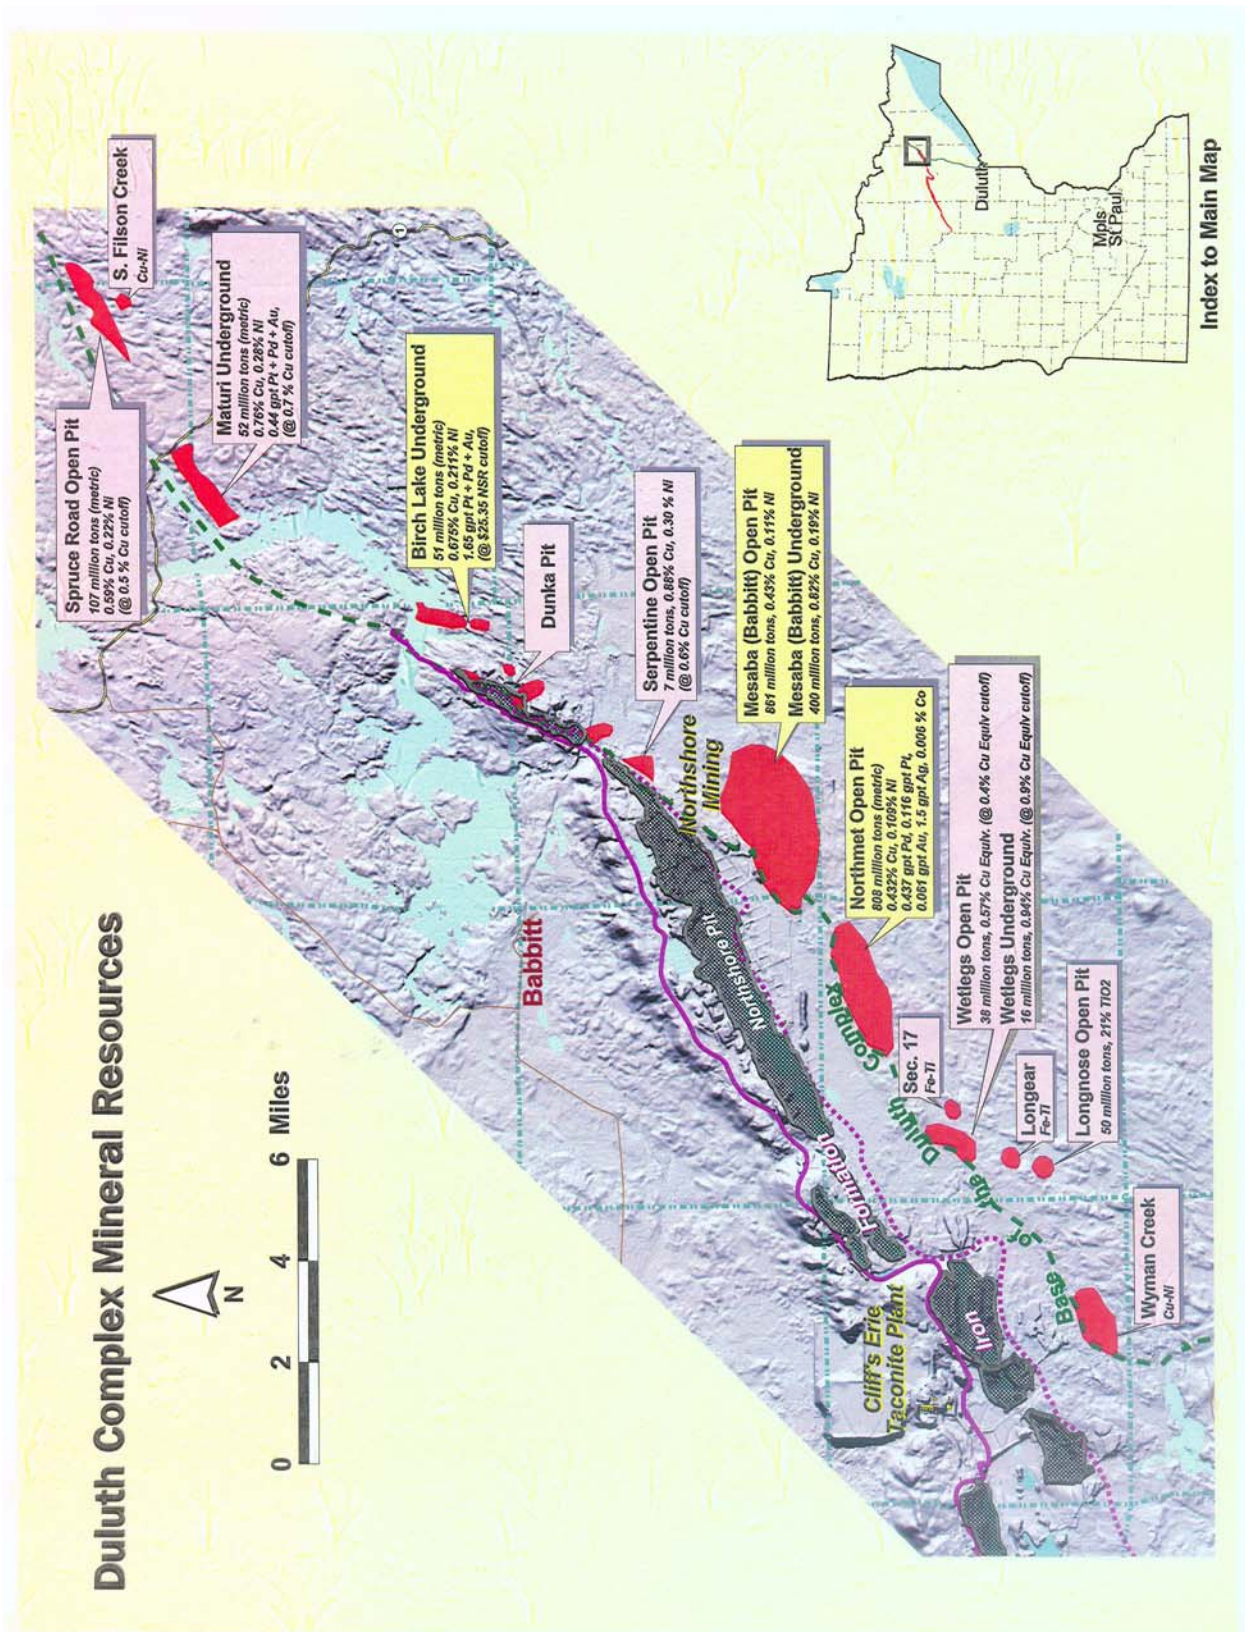 Duluth Complex Mineral Resources
N
0 2 4 6 Miles
Spruce Road Open Pit
107 million tons (metric)
0.59% Cu, 0.22% Ni
(@ 0.5 % Cu cutoff)
S. Filson Creek
Cu-Ni
Maturi Underground
52 million tons (metric)
0.76% Cu, 0.28% Ni
0.44 gpt Pt + Pd + Au,
(@ 0.7 % Cu cutoff)
1
Birch Lake Underground
51 million tons (metric)
0.675% Cu, 0.211% Ni
1.65 gpt Pt + Pd + Au,
(@ $25.35 NSR cutoff)
Dunka Pit
Serpentine Open Pit
7 million tons, 0.88% Cu, 0.30 % Ni
(@ 0.6% Cu cutoff)
Babbitt
Northshore
Mining
Mesaba (Babbitt) Open Pit
861 million tons, 0.43% Cu, 0.11% Ni
Mesaba (Babbitt) Underground
400 million tons, 0.82% Cu, 0.19% Ni
Northshore Pit
Northmet Open Pit
808 million tons (metric)
0.432% Cu, 0.109% Ni
0.437 gpt Pd, 0.116 gpt Pt,
0.061 gpt Au, 1.5 gpt Ag, 0.006 % Co
Wetlegs Open Pit
38 million tons, 0.57% Cu Equiv. (@ 0.4% Cu Equiv cutoff)
Wetlegs Underground
16 million tons, 0.94% Cu Equiv. (@ 0.9% Cu Equiv cutoff)
Sec. 17
Fe-Ti
Longear
Fe-Ti
Longnose Open Pit
50 million tons, 21% TiO2
Iron Formation
Base of the Duluth Complex
Cliff's Erie
Taconite Plant
Wyman Creek
Cu-Ni
Duluth
Mpls
St Paul
Index to Main Map